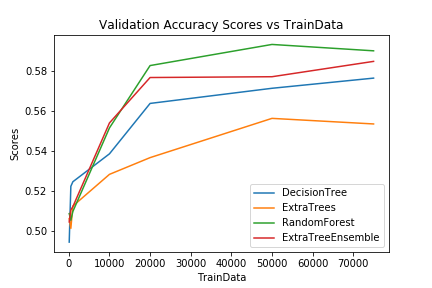 Validation Accuracy Scores vs TrainData
Scores
0.58
0.56
0.54
0.52
0.50
0 10000 20000 30000 40000 50000 60000 70000
TrainData
DecisionTree
ExtraTrees
RandomForest
ExtraTreeEnsemble